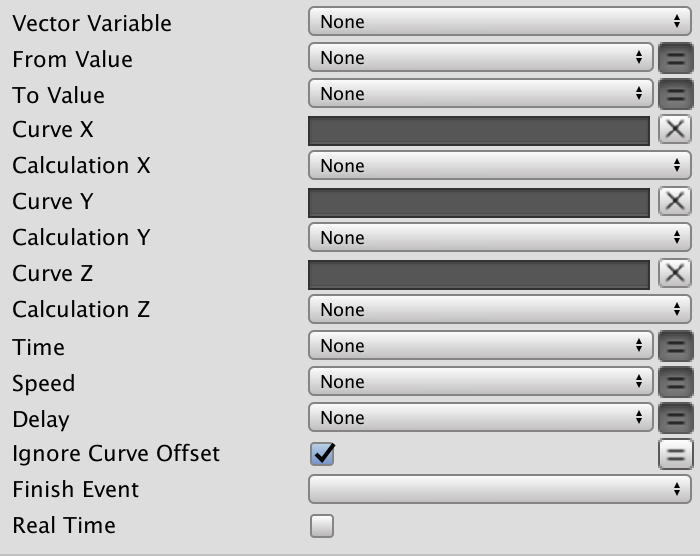 Vector Variable None
From Value None
To Value None
Curve X
Calculation X None
Curve Y
Calculation Y None
Curve Z
Calculation Z None
Time None
Speed None
Delay None
Ignore Curve Offset
Finish Event
Real Time